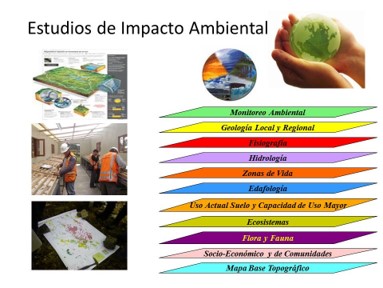 Estudios de Impacto Ambiental
Monitoreo Ambiental
Geología Local y Regional
Fisiografía
Hidrología
Zonas de Vida
Edafología
Uso Actual Suelo y Capacidad de Uso Mayor
Ecosistemas
Flora y Fauna
Socio-Económico y de Comunidades
Mapa Base Topográfico